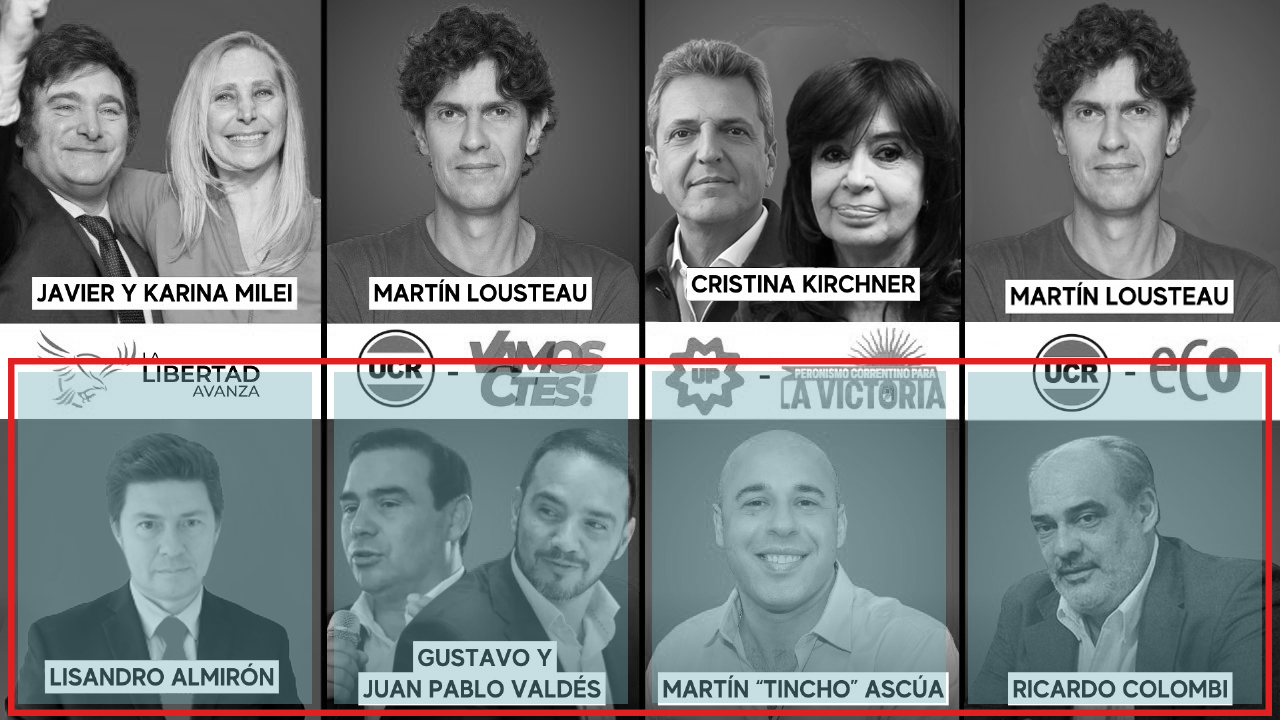 JAVIER Y KARINA MILEI
MARTÍN LOUSTEAU
CRISTINA KIRCHNER
MARTÍN LOUSTEAU
LA
LIBERTAD
AVANZA
UCR - VAMOS
CTES!
UP - PERONISMO CORRENTINO PARA
LA VICTORIA
UCR - eco
LISANDRO ALMIRÓN
GUSTAVO Y
JUAN PABLO VALDÉS
MARTÍN “TINCHO” ASCÚA
RICARDO COLOMBI